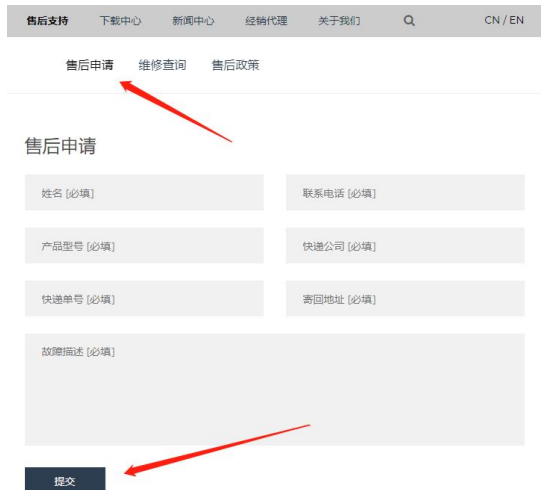 售后支持 下载中心 新闻中心 经销代理 关于我们 CN / EN
售后申请 维修查询 售后政策
售后申请
姓名 [必填] 联系电话 [必填]
产品型号 [必填] 快递公司 [必填]
快递单号 [必填] 寄回地址 [必填]
故障描述 [必填]
提交